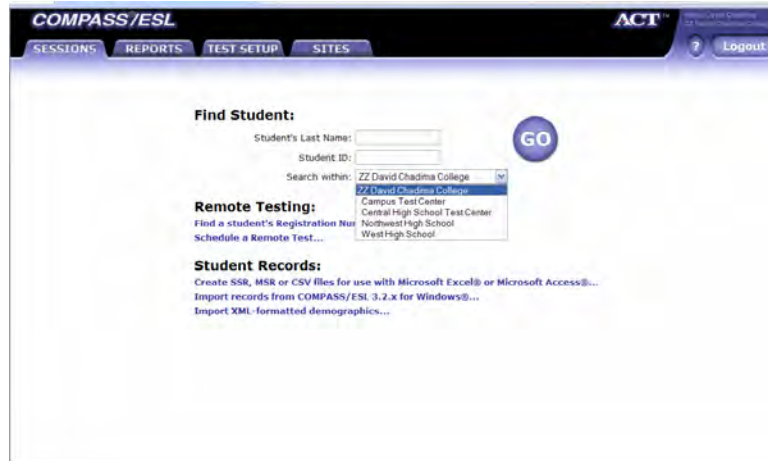 COMPASS/ESL
ACT
SESSIONS REPORTS TEST SETUP SITES
? Logout
Find Student:
Student's Last Name:
Student ID:
GO
Search within: ZZ David Chadima College
ZZ David Chadima College
Campus Test Center
Central High School Test Center
Northwest High School
West High School
Remote Testing:
Find a student's Registration
Schedule a Remote Test...
Student Records:
Create SSR, MSR or CSV files for use with Microsoft Excel® or Microsoft Access®...
Import records from COMPASS/ESL 3.2.x for Windows®...
Import XML-formatted demographics...